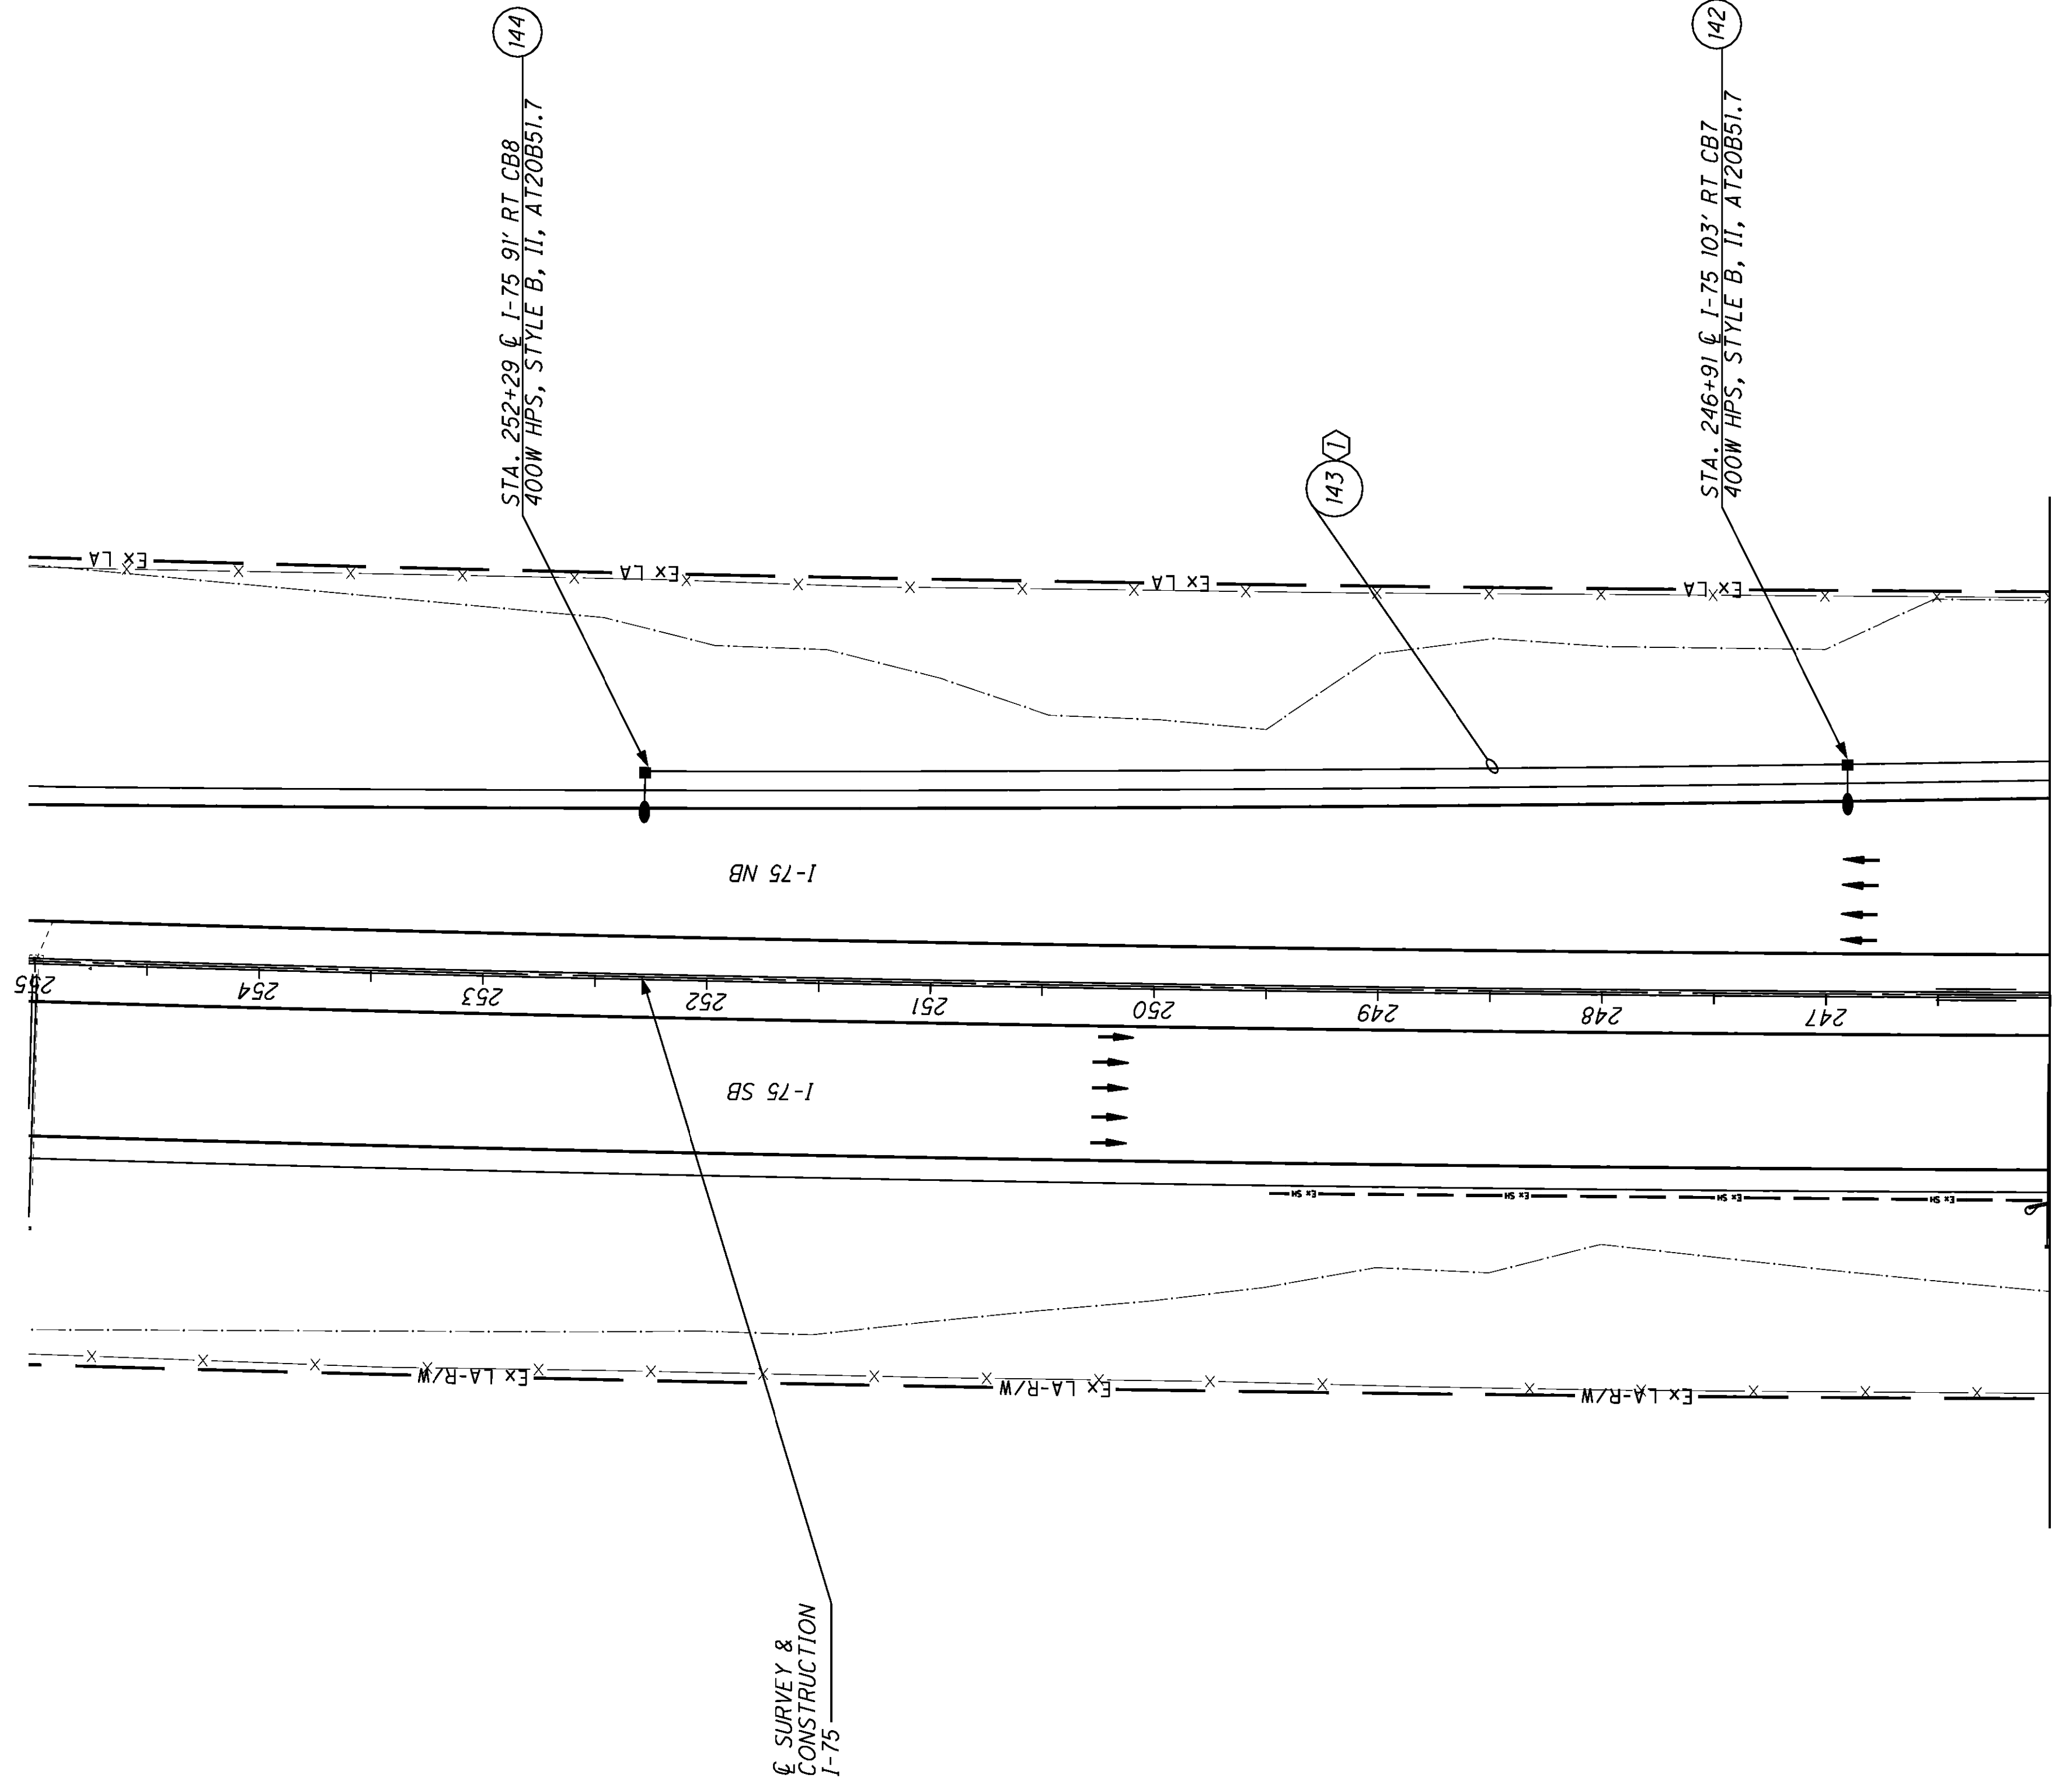 144
STA. 252+29 ℄ I-75 91' RT CB8
400W HPS, STYLE B, II, AT20B51.7
142
STA. 246+91 ℄ I-75 103' RT CB7
400W HPS, STYLE B, II, AT20B51.7
143 1
Ex LA
Ex LA
Ex LA
Ex LA
I-75 NB
255
254
253
252
251
250
249
248
247
I-75 SB
Ex SH
Ex SH
Ex SH
Ex SH
Ex LA-R/W
Ex LA-R/W
Ex LA-R/W
℄ SURVEY &
CONSTRUCTION
I-75